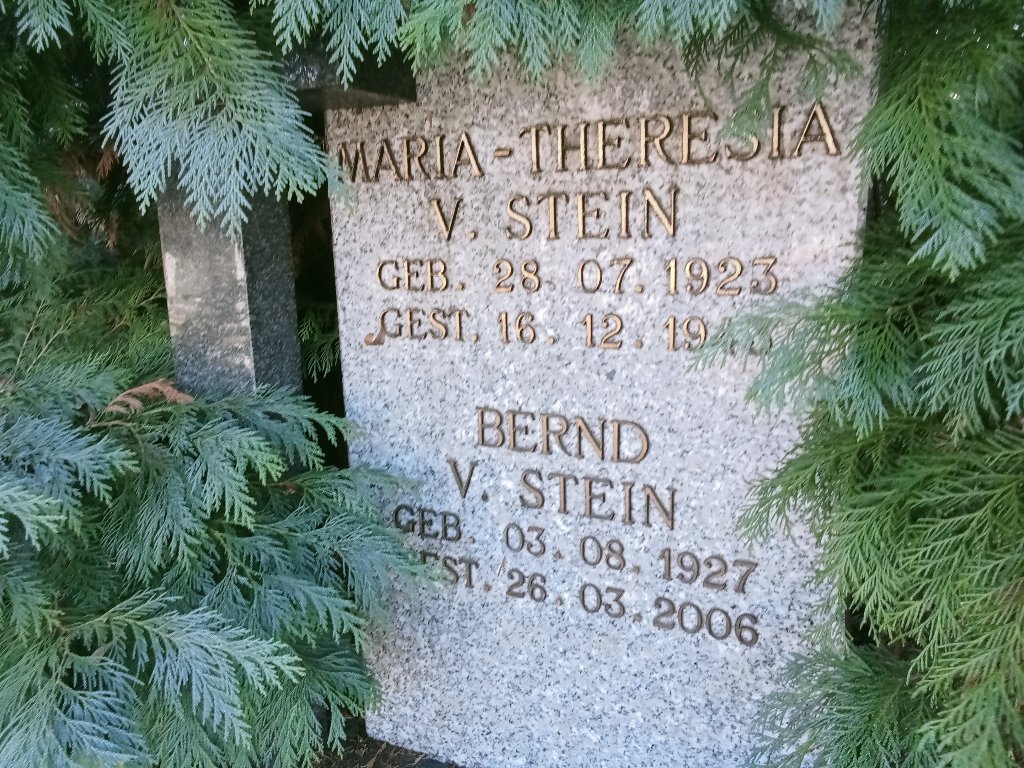 MARIA-THERESIA
V. STEIN
GEB. 28. 07. 1923
GEST. 16. 12.
BERND
V. STEIN
GEB. 03. 08. 1927
GEST. 26. 03. 2006